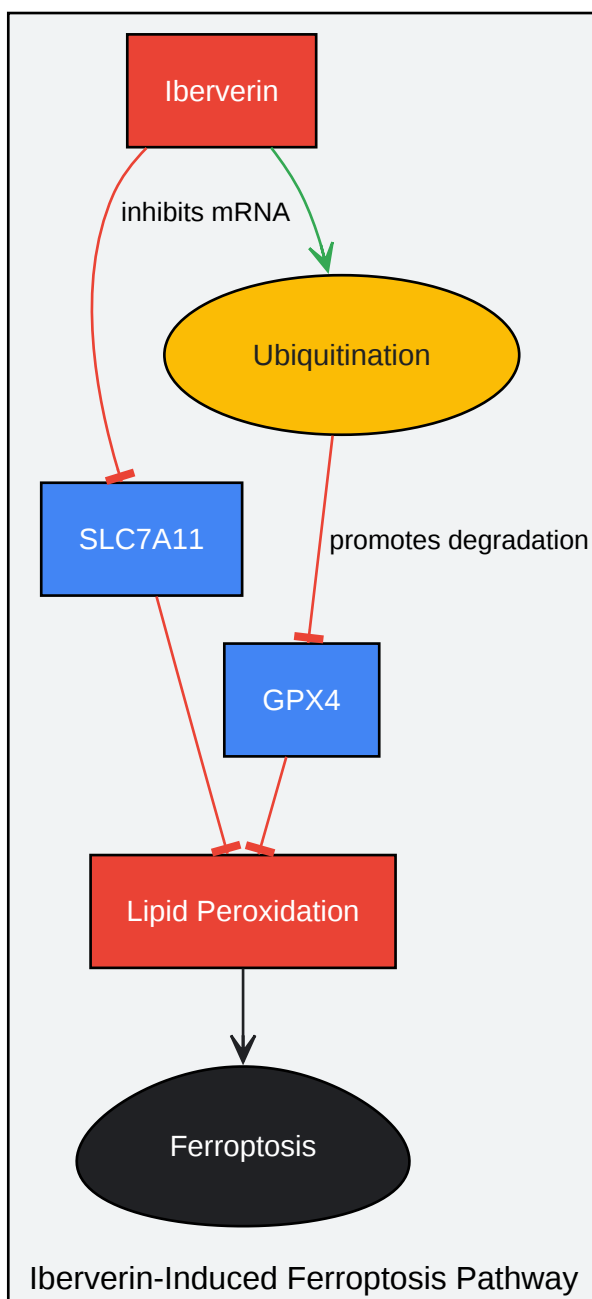 Iberverin
inhibits mRNA
Ubiquitination
SLC7A11
promotes degradation
GPX4
Lipid Peroxidation
Ferroptosis
Iberverin-Induced Ferroptosis Pathway